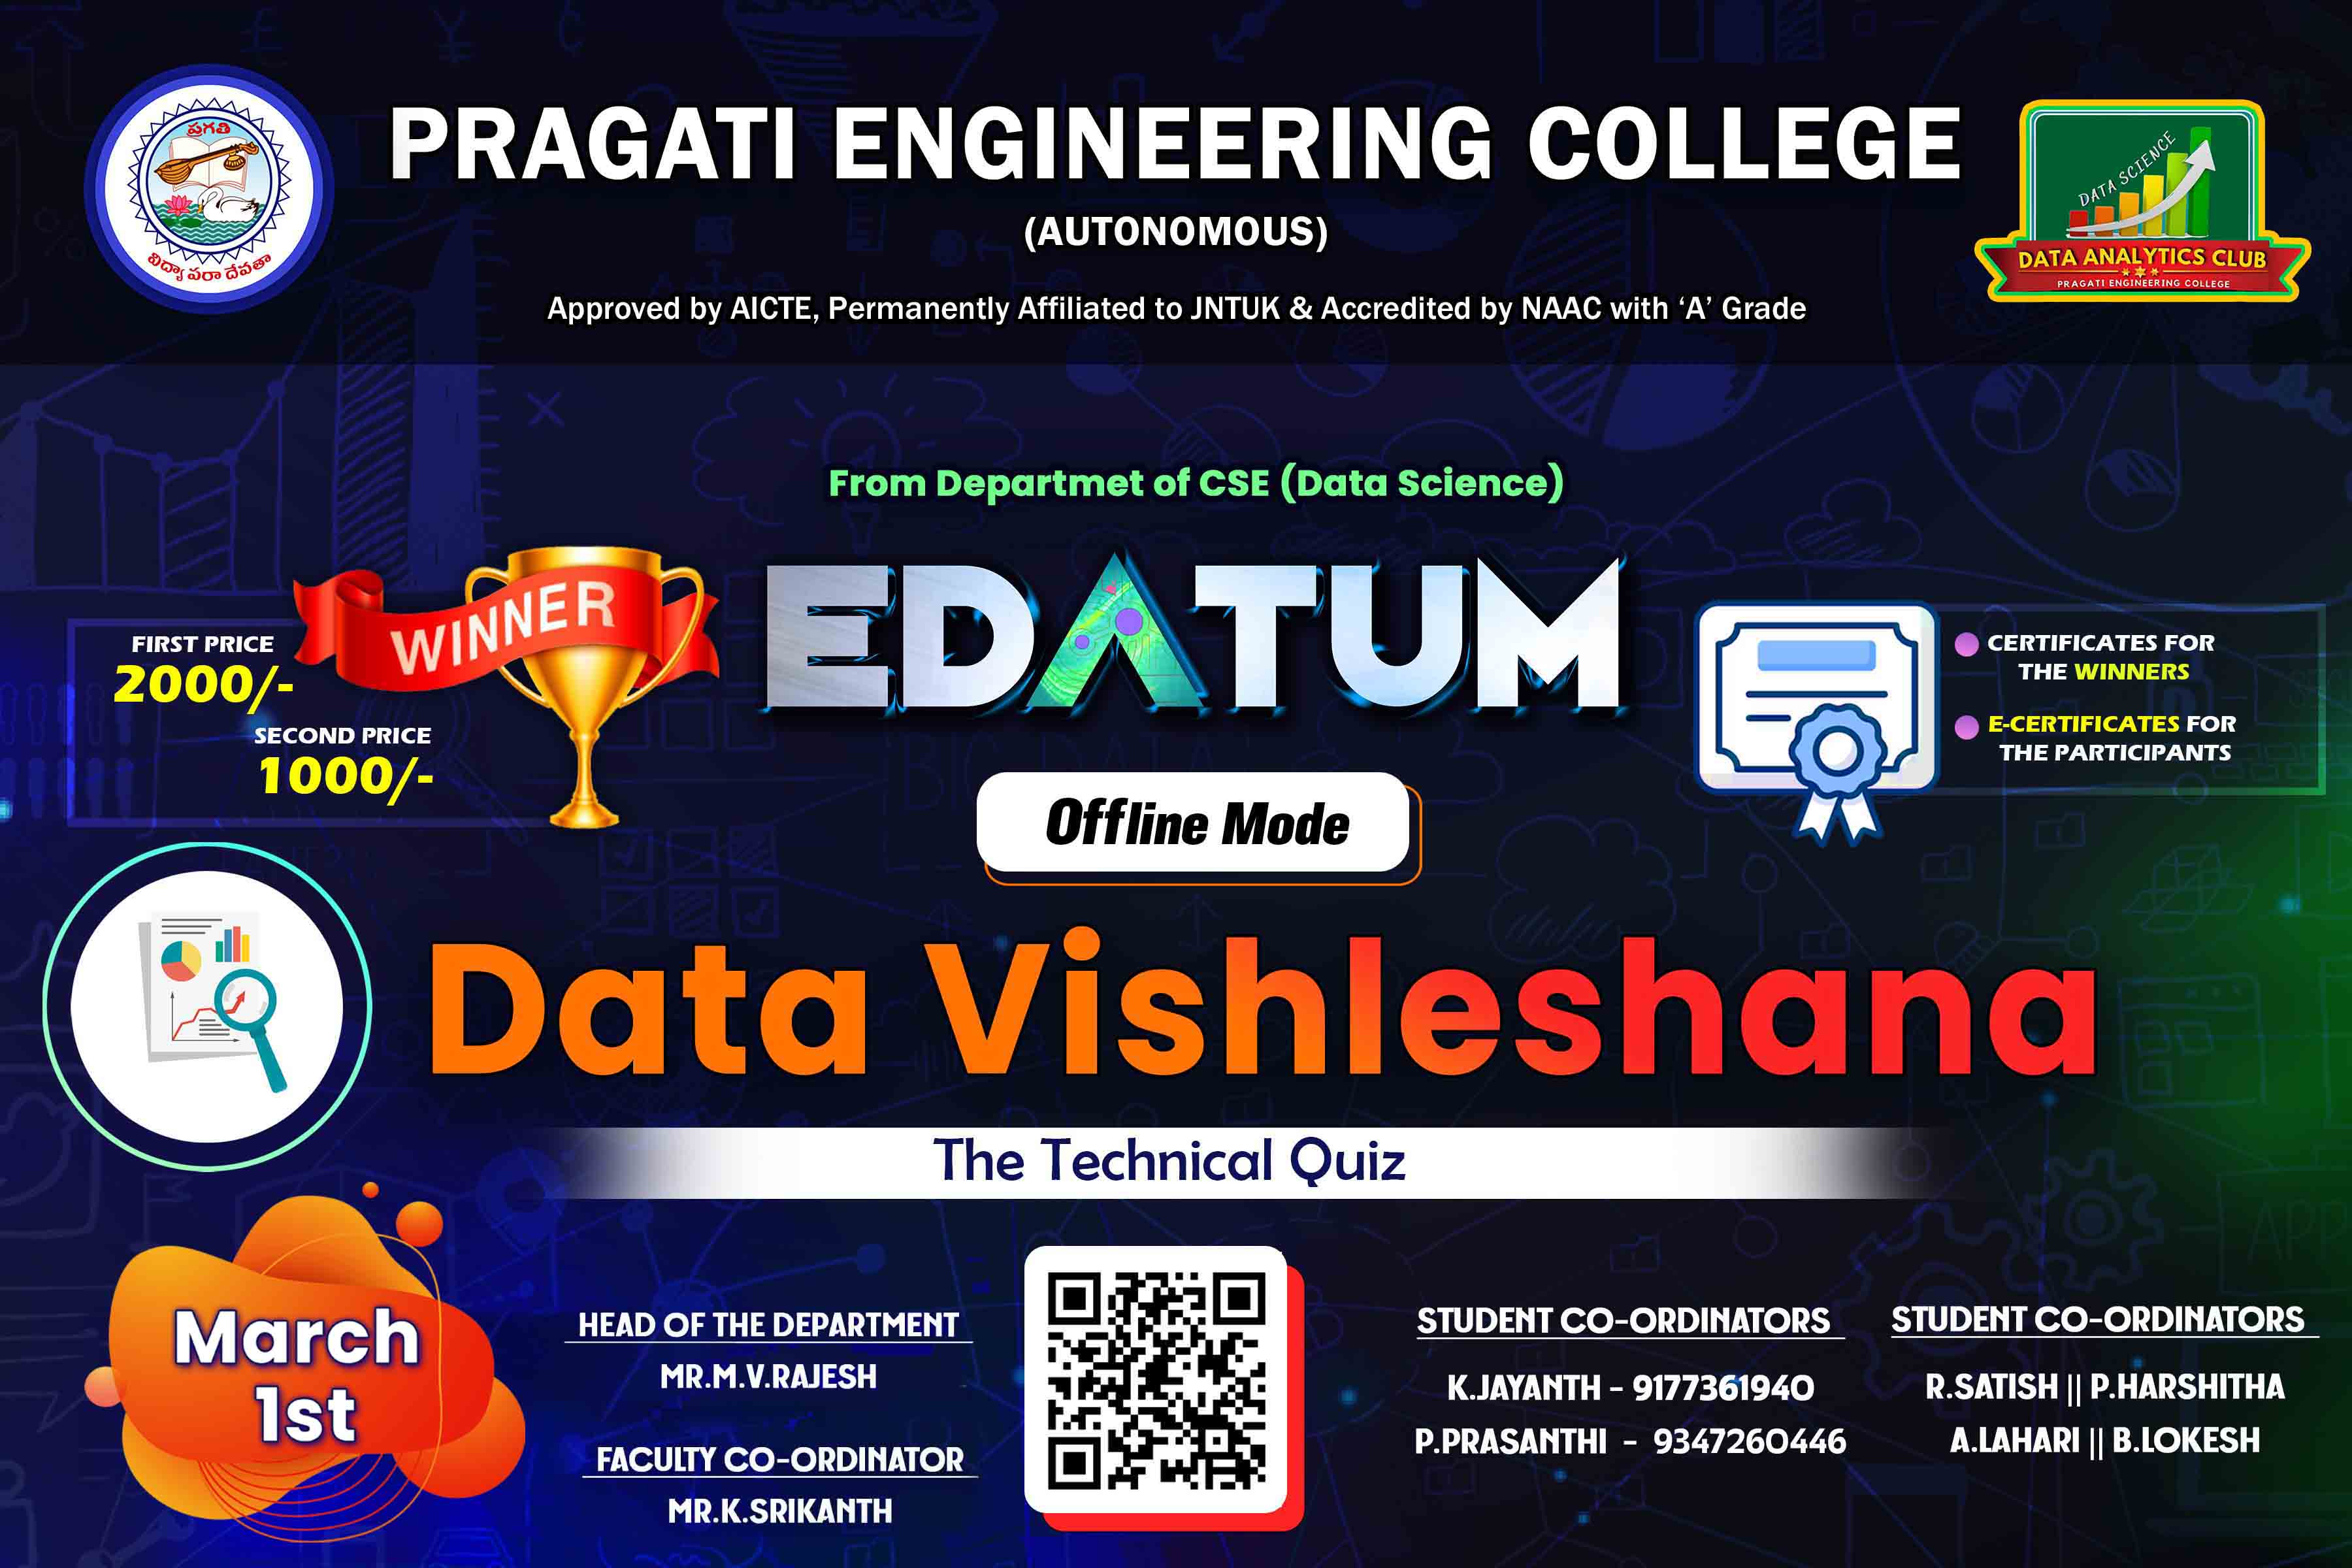 ప్రగతి
విద్యా పరా దేవతా
PRAGATI ENGINEERING COLLEGE
(AUTONOMOUS)
Approved by AICTE, Permanently Affiliated to JNTUK & Accredited by NAAC with ‘A’ Grade
DATA SCIENCE
DATA ANALYTICS CLUB
PRAGATI ENGINEERING COLLEGE
From Departmet of CSE (Data Science)
EDATUM
WINNER
FIRST PRICE
2000/-
SECOND PRICE
1000/-
CERTIFICATES FOR
THE WINNERS
E-CERTIFICATES FOR
THE PARTICIPANTS
Offline Mode
Data Vishleshana
The Technical Quiz
March
1st
HEAD OF THE DEPARTMENT
MR.M.V.RAJESH
FACULTY CO-ORDINATOR
MR.K.SRIKANTH
STUDENT CO-ORDINATORS
K.JAYANTH - 9177361940
P.PRASANTHI - 9347260446
STUDENT CO-ORDINATORS
R.SATISH || P.HARSHITHA
A.LAHARI || B.LOKESH